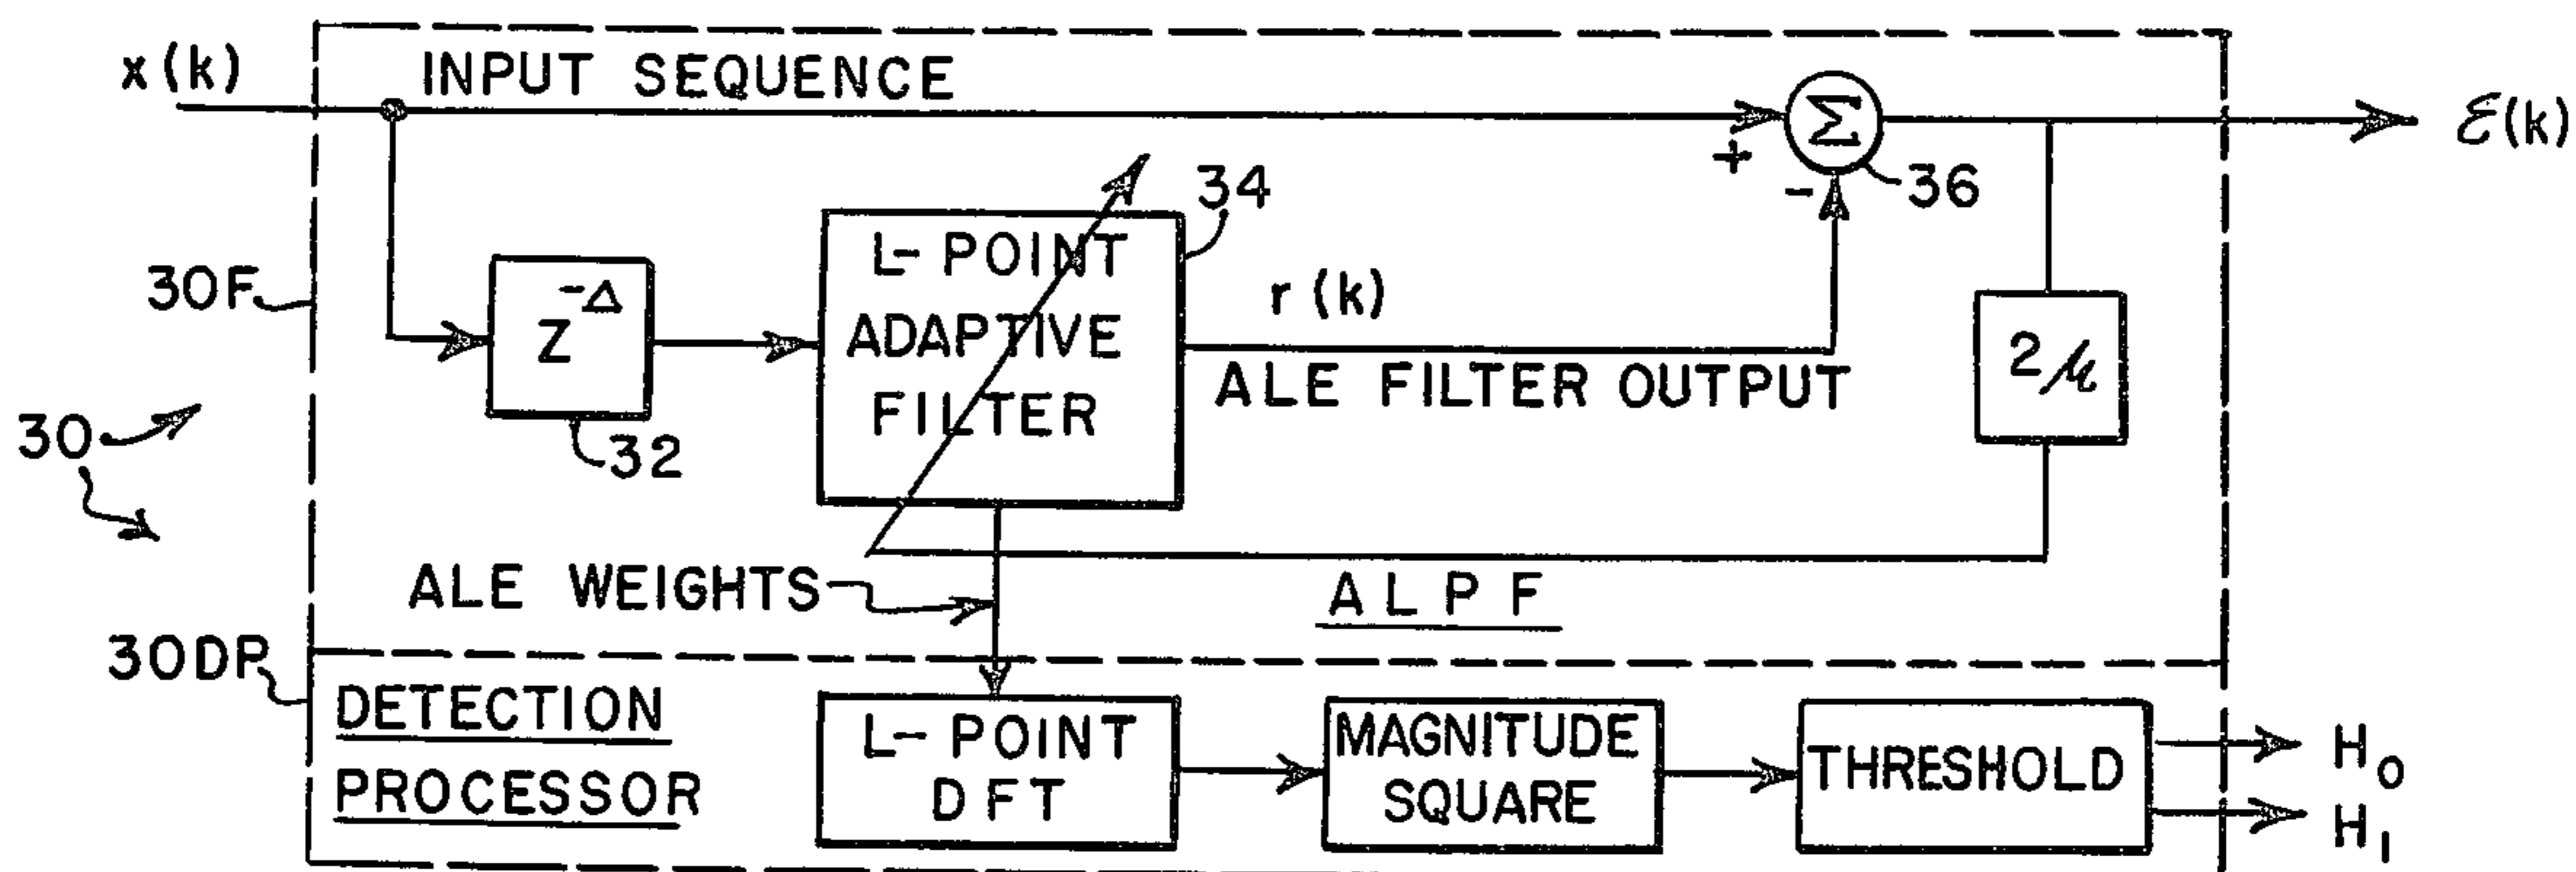 x(k)
INPUT SEQUENCE
Σ
ℰ(k)
+
-
36
34
L-POINT
ADAPTIVE
FILTER
30F
Z^-Δ
32
r(k)
ALE FILTER OUTPUT
2μ
30
ALE WEIGHTS
ALPF
30DP
DETECTION
PROCESSOR
L-POINT
DFT
MAGNITUDE
SQUARE
THRESHOLD
H₀
H₁